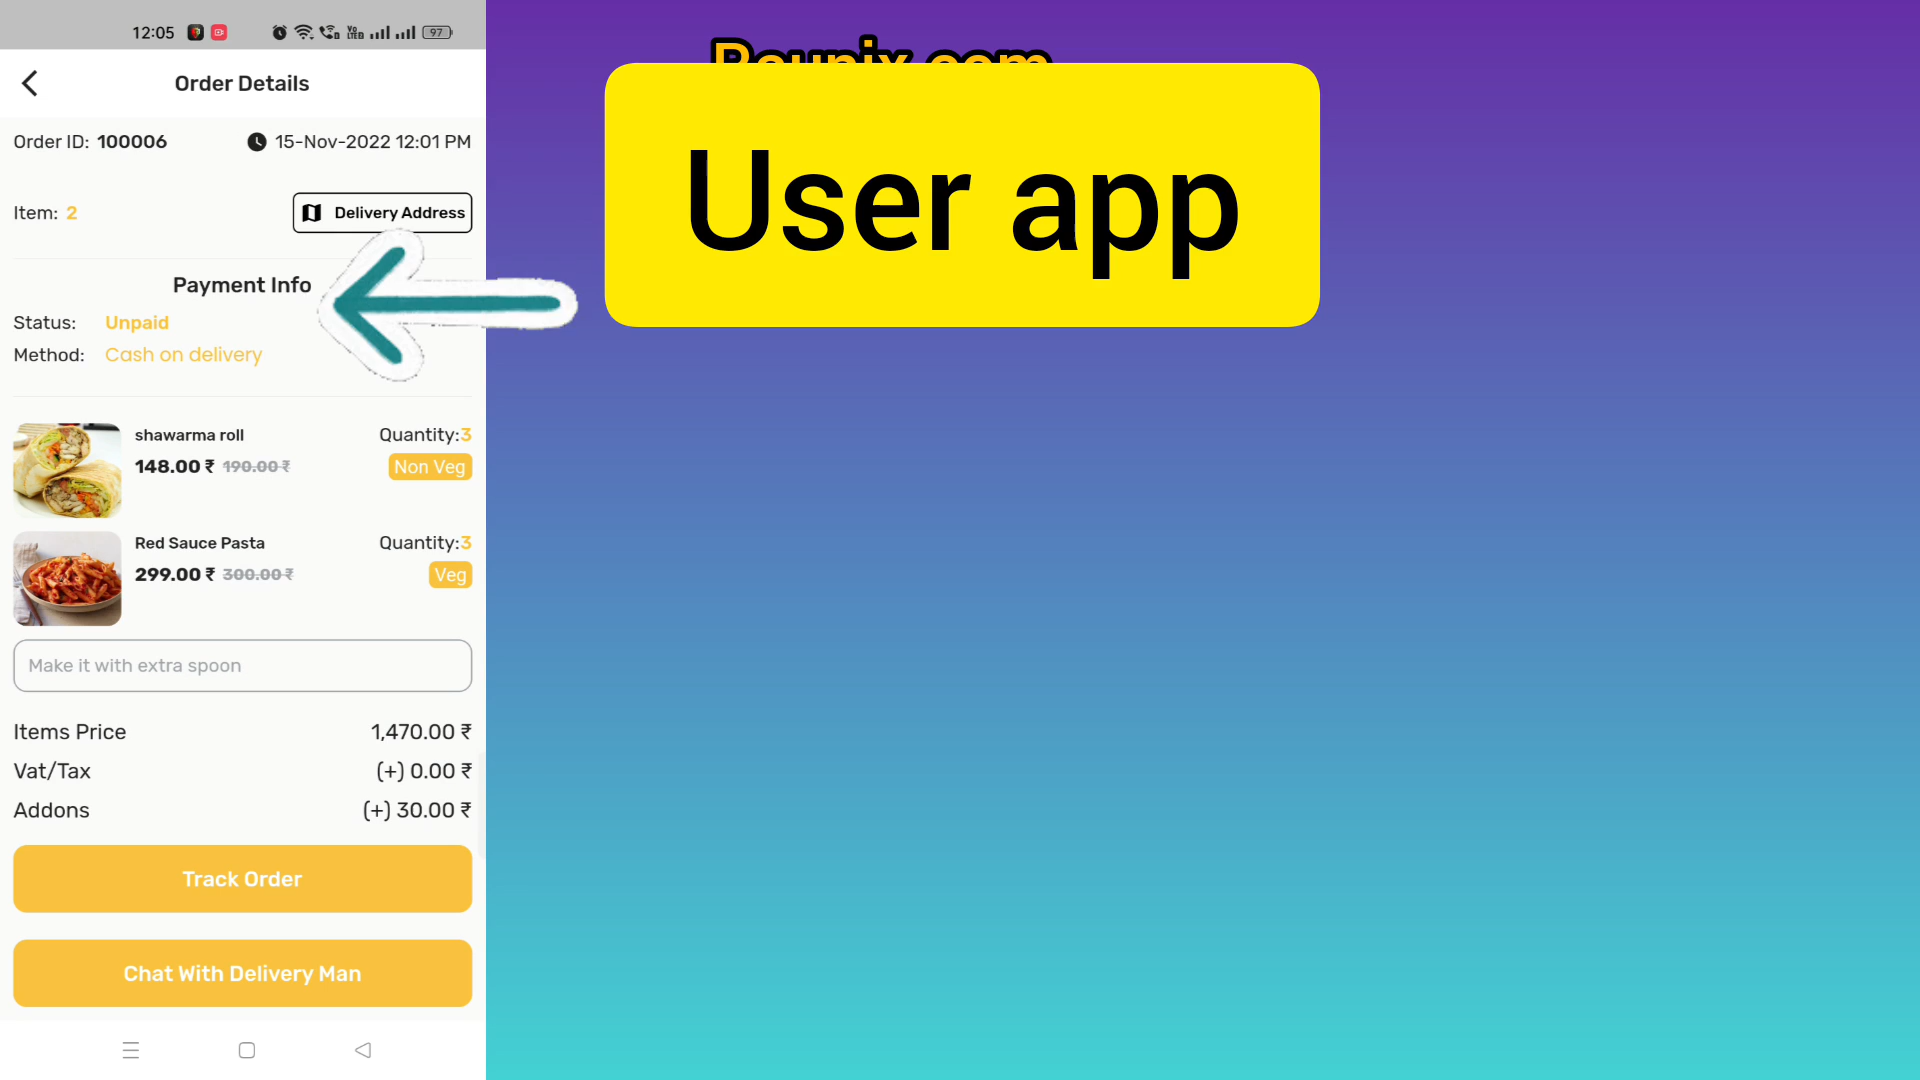 12:05
97
Order Details
Order ID: 100006
15-Nov-2022 12:01 PM
Item: 2
Delivery Address
Payment Info
Status: Unpaid
Method: Cash on delivery
shawarma roll
Quantity:3
148.00 ₹ 190.00 ₹
Non Veg
Red Sauce Pasta
Quantity:3
299.00 ₹ 300.00 ₹
Veg
Make it with extra spoon
Items Price 1,470.00 ₹
Vat/Tax (+) 0.00 ₹
Addons (+) 30.00 ₹
Track Order
Chat With Delivery Man
User app